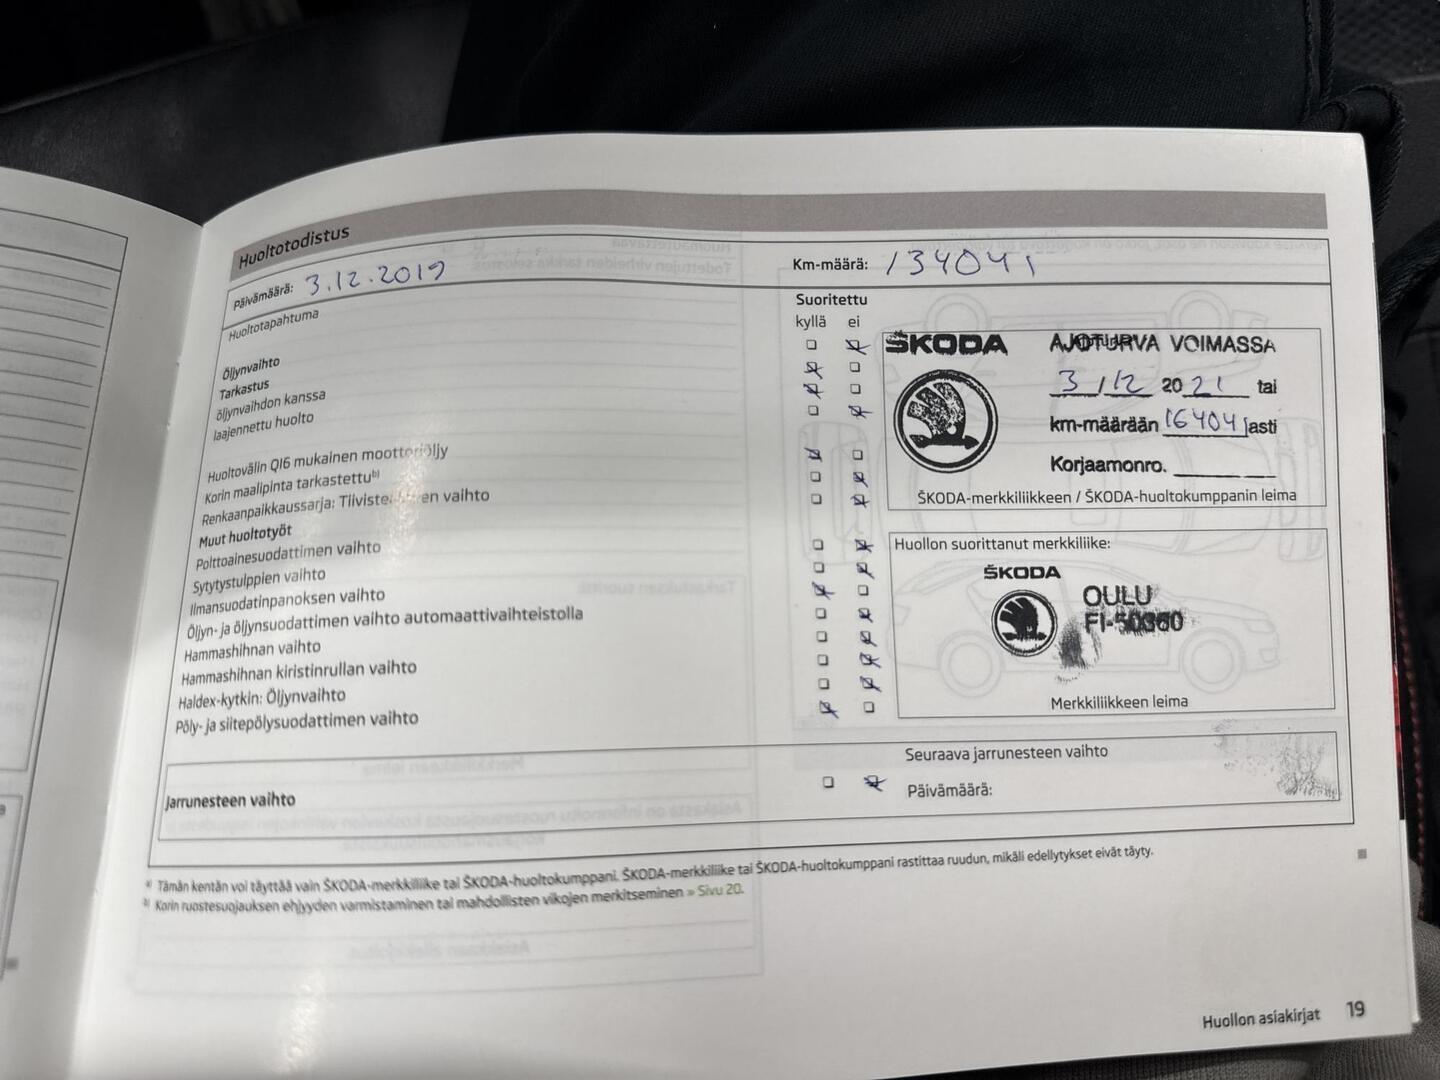 Huoltotodistus
Päivämäärä: 3.12.2019
Km-määrä: 134041
Huoltotapahtuma
Suoritettu
kyllä ei
Öljynvaihto
Tarkastus
öljynvaihdon kanssa
laajennettu huolto
Huoltovälin QI6 mukainen moottoriöljy
Korin maalipinta tarkastettu b)
Renkaanpaikkaussarja: vaihto
Muut huoltotyöt
Polttoainesuodattimen vaihto
Sytytystulppien vaihto
Ilmansuodatinpanoksen vaihto
Öljyn- ja öljynsuodattimen vaihto automaattivaihteistolla
Hammashihnan vaihto
Hammashihnan kiristinrullan vaihto
Haldex-kytkin: Öljynvaihto
Pöly- ja siitepölysuodattimen vaihto
ŠKODA
AJOTURVA VOIMASSA
3/12 2021 tai
km-määrään 164041asti
Korjaamonro.
ŠKODA-merkkiliikkeen / ŠKODA-huoltokumppanin leima
Huollon suorittanut merkkiliike:
ŠKODA
OULU
Merkkiliikkeen leima
Jarrunesteen vaihto
Seuraava jarrunesteen vaihto
Päivämäärä:
a) Tämän kentän voi täyttää vain ŠKODA-merkkiliike tai ŠKODA-huoltokumppani. ŠKODA-merkkiliike tai ŠKODA-huoltokumppani rastittaa ruudun, mikäli edellytykset eivät täyty.
b) Korin ruostesuojauksen ehjyyden varmistaminen tai mahdollisten vikojen merkitseminen » Sivu 20.
Huollon asiakirjat 19